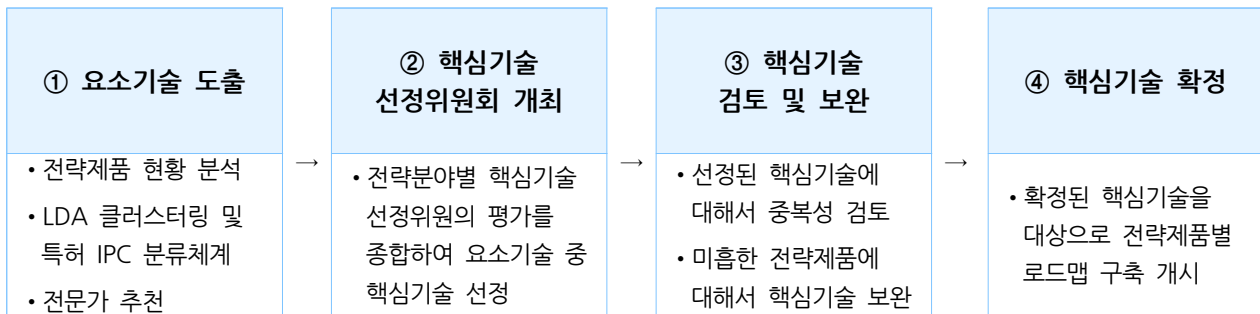 ① 요소기술 도출
• 전략제품 현황 분석
• LDA 클러스터링 및
특허 IPC 분류체계
• 전문가 추천
→
② 핵심기술
선정위원회 개최
• 전략분야별 핵심기술
선정위원의 평가를
종합하여 요소기술 중
핵심기술 선정
→
③ 핵심기술
검토 및 보완
• 선정된 핵심기술에
대해서 중복성 검토
• 미흡한 전략제품에
대해서 핵심기술 보완
→
④ 핵심기술 확정
• 확정된 핵심기술을
대상으로 전략제품별
로드맵 구축 개시